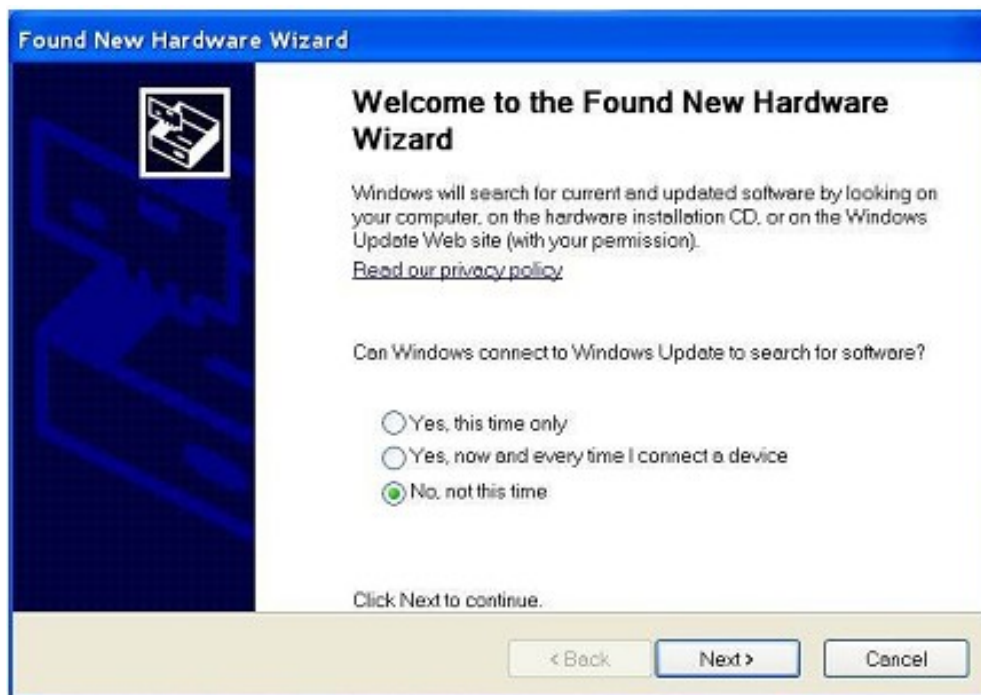 Found New Hardware Wizard
Welcome to the Found New Hardware
Wizard
Windows will search for current and updated software by looking on
your computer, on the hardware installation CD, or on the Windows
Update Web site (with your permission).
Read our privacy policy
Can Windows connect to Windows Update to search for software?
Yes, this time only
Yes, now and every time I connect a device
No, not this time
Click Next to continue.
< Back Next > Cancel